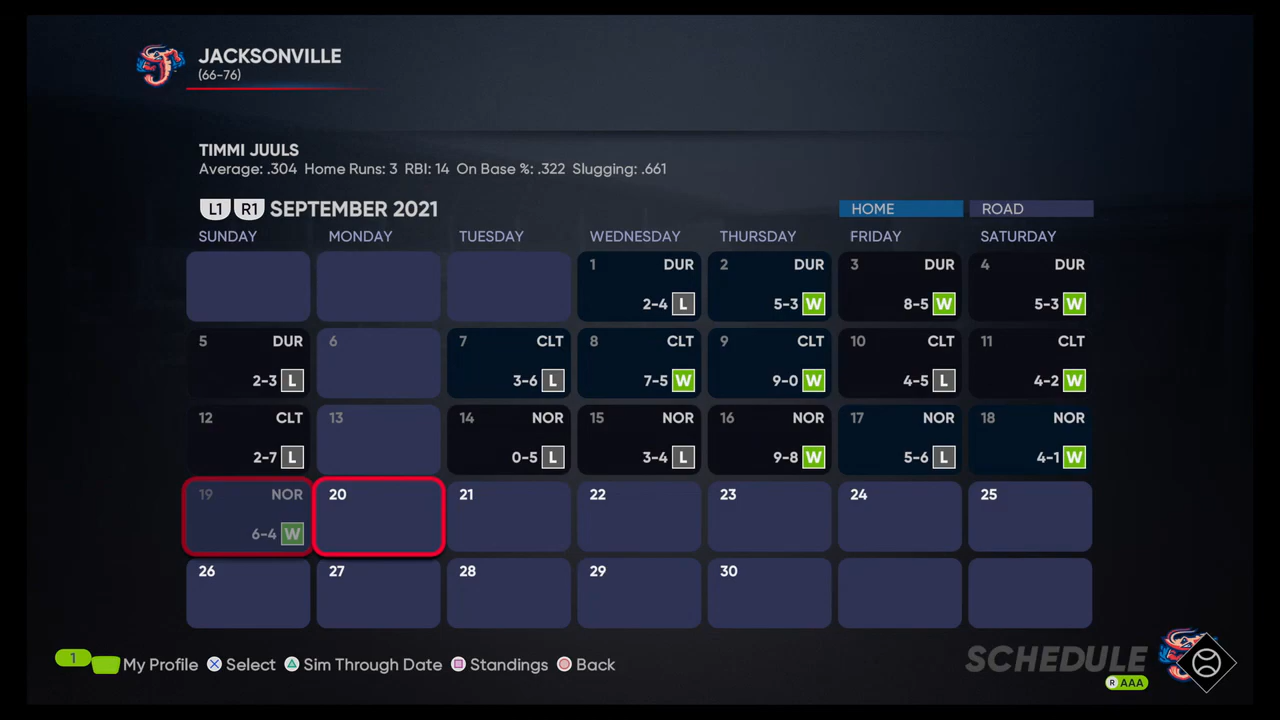 JACKSONVILLE
(66-76)
TIMMI JUULS
Average: .304 Home Runs: 3 RBI: 14 On Base %: .322 Slugging: .661
L1 R1 SEPTEMBER 2021 HOME ROAD
SUNDAY MONDAY TUESDAY WEDNESDAY THURSDAY FRIDAY SATURDAY
1 DUR 2 DUR 3 DUR 4 DUR
2-4 L 5-3 W 8-5 W 5-3 W
5 DUR 6 7 CLT 8 CLT 9 CLT 10 CLT 11 CLT
2-3 L 3-6 L 7-5 W 9-0 W 4-5 L 4-2 W
12 CLT 13 14 NOR 15 NOR 16 NOR 17 NOR 18 NOR
2-7 L 0-5 L 3-4 L 9-8 W 5-6 L 4-1 W
19 NOR 20 21 22 23 24 25
6-4 W
26 27 28 29 30
1 My Profile Select Sim Through Date Standings Back
SCHEDULE
R AAA